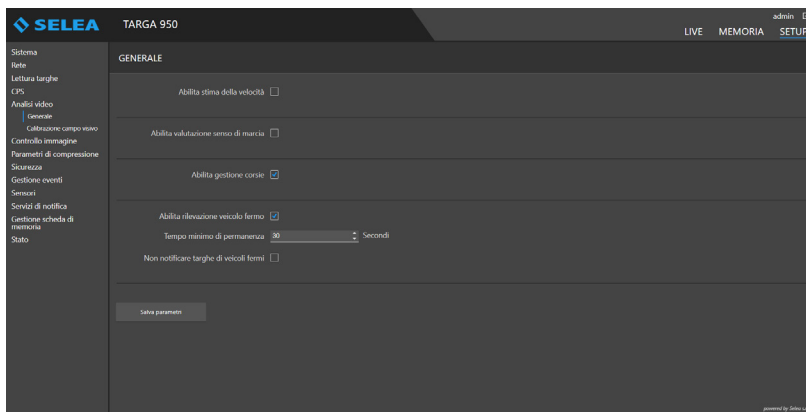 SELEA
TARGA 950
admin
LIVE MEMORIA SETUP
Sistema
Rete
Lettura targhe
CPS
Analisi video
Generale
Calibrazione campo visivo
Controllo immagine
Parametri di compressione
Sicurezza
Gestione eventi
Sensori
Servizi di notifica
Gestione scheda di
memoria
Stato
GENERALE
Abilita stima della velocità
Abilita valutazione senso di marcia
Abilita gestione corsie
Abilita rilevazione veicolo fermo
Tempo minimo di permanenza 30 Secondi
Non notificare targhe di veicoli fermi
Salva parametri
powered by Selea